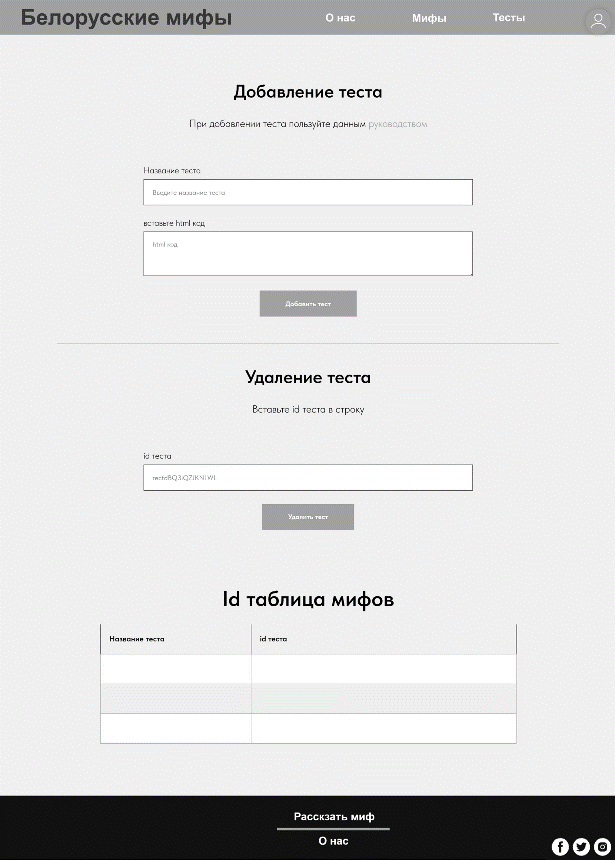 Белорусские мифы
О нас
Мифы
Тесты
Добавление теста
При добавлении теста пользуйте данным руководством
Название теста
Введите название теста
вставьте html код
html код
Добавить тест
Удаление теста
Вставьте id теста в строку
id теста
Удалить тест
Id таблица мифов
Название теста
id теста
Расскзать миф
О нас